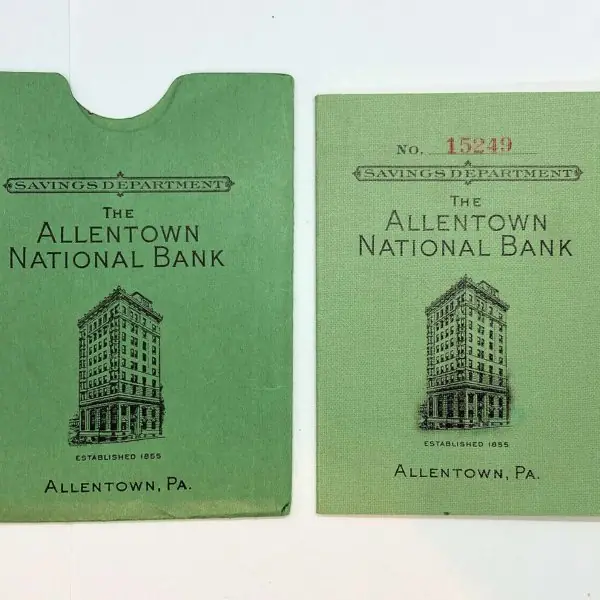 SAVINGS DEPARTMENT
THE
ALLENTOWN
NATIONAL BANK
ESTABLISHED 1855
ALLENTOWN, PA.
NO. 15249
SAVINGS DEPARTMENT
THE
ALLENTOWN
NATIONAL BANK
ESTABLISHED 1855
ALLENTOWN, PA.